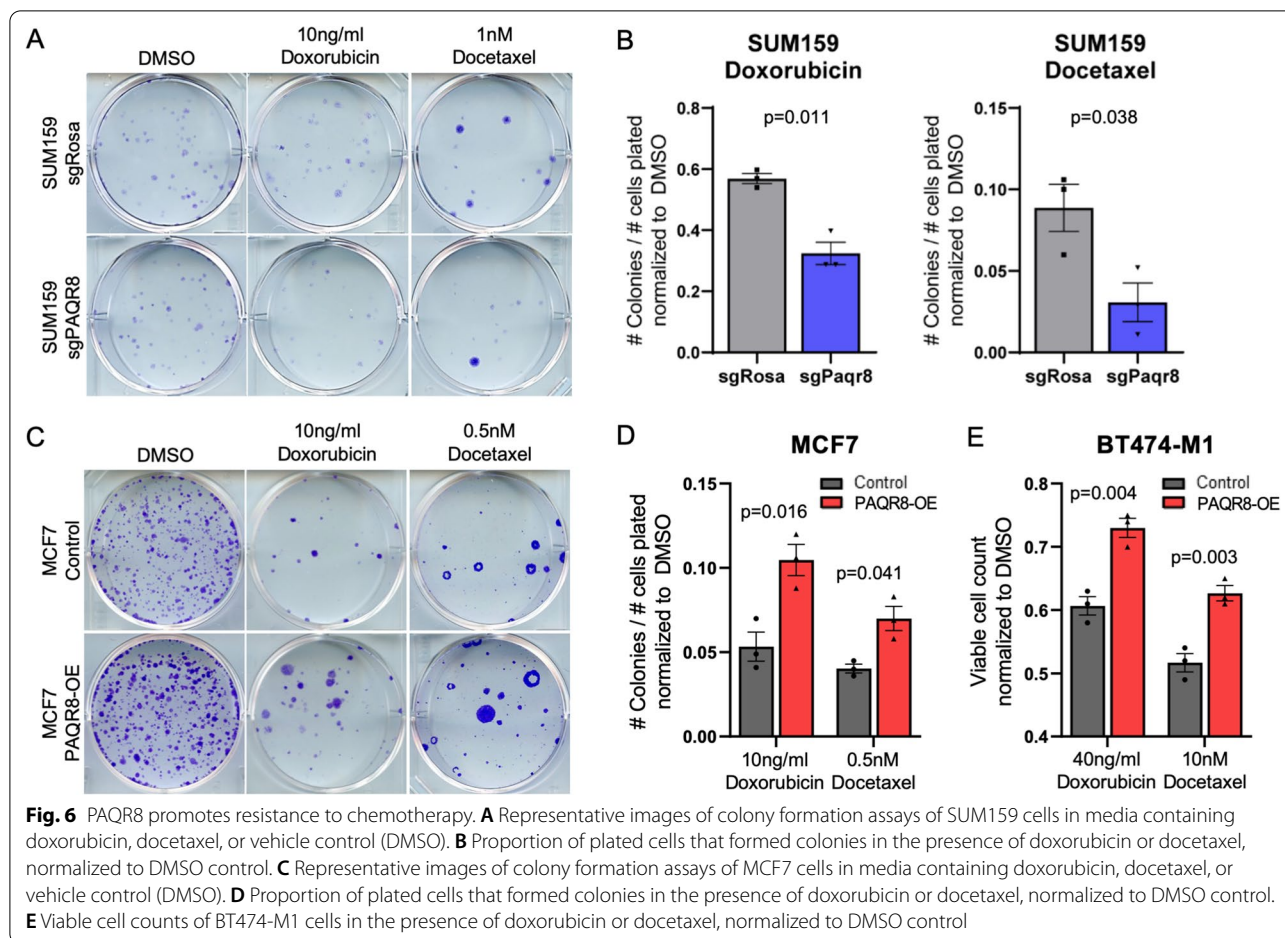 A
DMSO
10ng/ml
Doxorubicin
1nM
Docetaxel
SUM159
sgRosa
SUM159
sgPAQR8
B
SUM159
Doxorubicin
# Colonies / # cells plated
normalized to DMSO
0.8
0.6
0.4
0.2
0.0
p=0.011
sgRosa
sgPaqr8
SUM159
Docetaxel
# Colonies / # cells plated
normalized to DMSO
0.15
0.10
0.05
0.00
p=0.038
sgRosa
sgPaqr8
C
DMSO
10ng/ml
Doxorubicin
0.5nM
Docetaxel
MCF7
Control
MCF7
PAQR8-OE
D
MCF7
# Colonies / # cells plated
normalized to DMSO
0.15
0.10
0.05
0.00
Control
PAQR8-OE
p=0.016
p=0.041
10ng/ml
Doxorubicin
0.5nM
Docetaxel
E
BT474-M1
Viable cell count
normalized to DMSO
0.8
0.7
0.6
0.5
0.4
Control
PAQR8-OE
p=0.004
p=0.003
40ng/ml
Doxorubicin
10nM
Docetaxel
Fig. 6 PAQR8 promotes resistance to chemotherapy. A Representative images of colony formation assays of SUM159 cells in media containing
doxorubicin, docetaxel, or vehicle control (DMSO). B Proportion of plated cells that formed colonies in the presence of doxorubicin or docetaxel,
normalized to DMSO control. C Representative images of colony formation assays of MCF7 cells in media containing doxorubicin, docetaxel, or
vehicle control (DMSO). D Proportion of plated cells that formed colonies in the presence of doxorubicin or docetaxel, normalized to DMSO control.
E Viable cell counts of BT474-M1 cells in the presence of doxorubicin or docetaxel, normalized to DMSO control